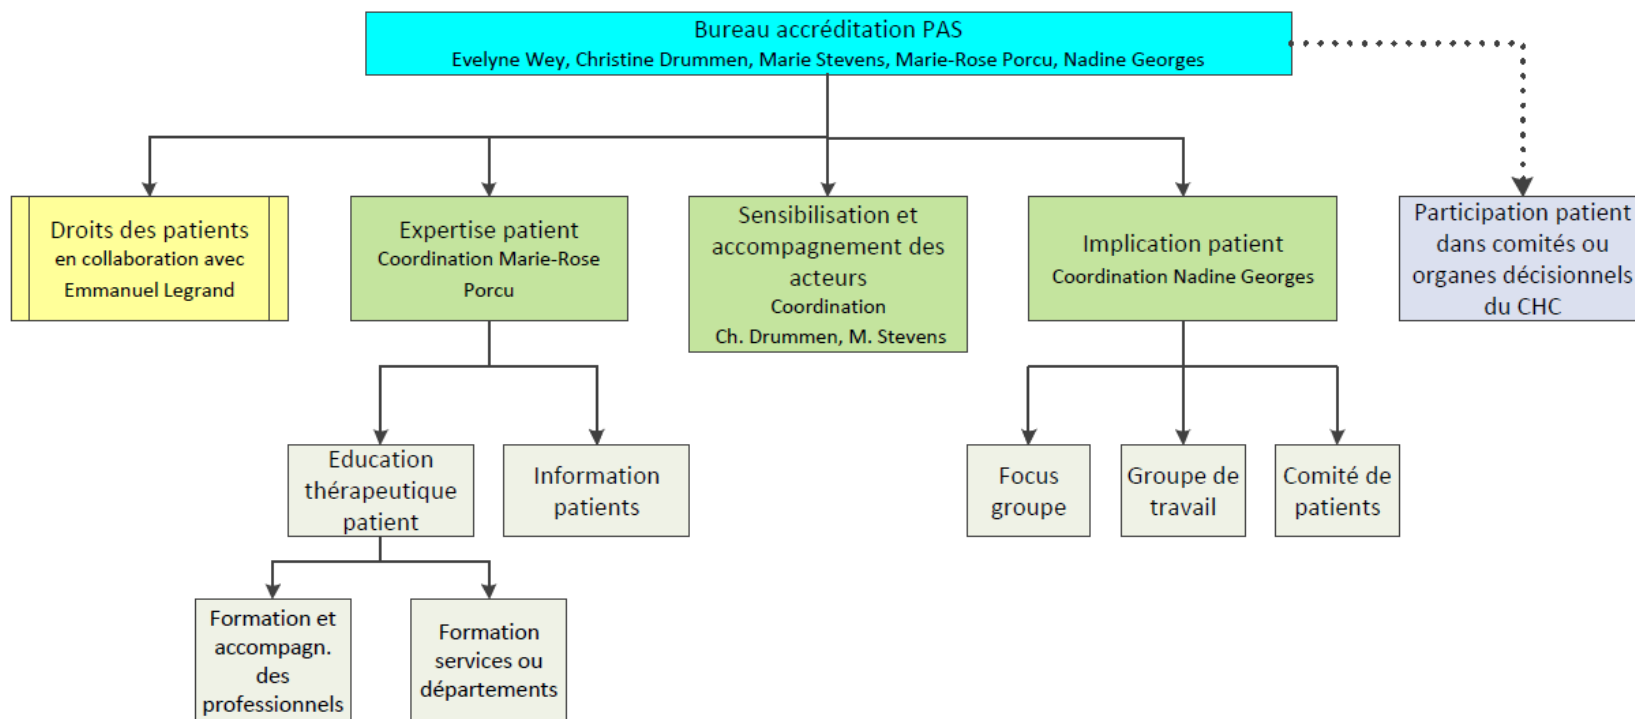 Bureau accréditation PAS
Evelyne Wey, Christine Drummen, Marie Stevens, Marie-Rose Porcu, Nadine Georges
Droits des patients
en collaboration avec
Emmanuel Legrand
Expertise patient
Coordination Marie-Rose
Porcu
Sensibilisation et
accompagnement des
acteurs
Coordination
Ch. Drummen, M. Stevens
Implication patient
Coordination Nadine Georges
Participation patient
dans comités ou
organes décisionnels
du CHC
Education
thérapeutique
patient
Information
patients
Focus
groupe
Groupe de
travail
Comité de
patients
Formation et
accompagn.
des
professionnels
Formation
services ou
départements